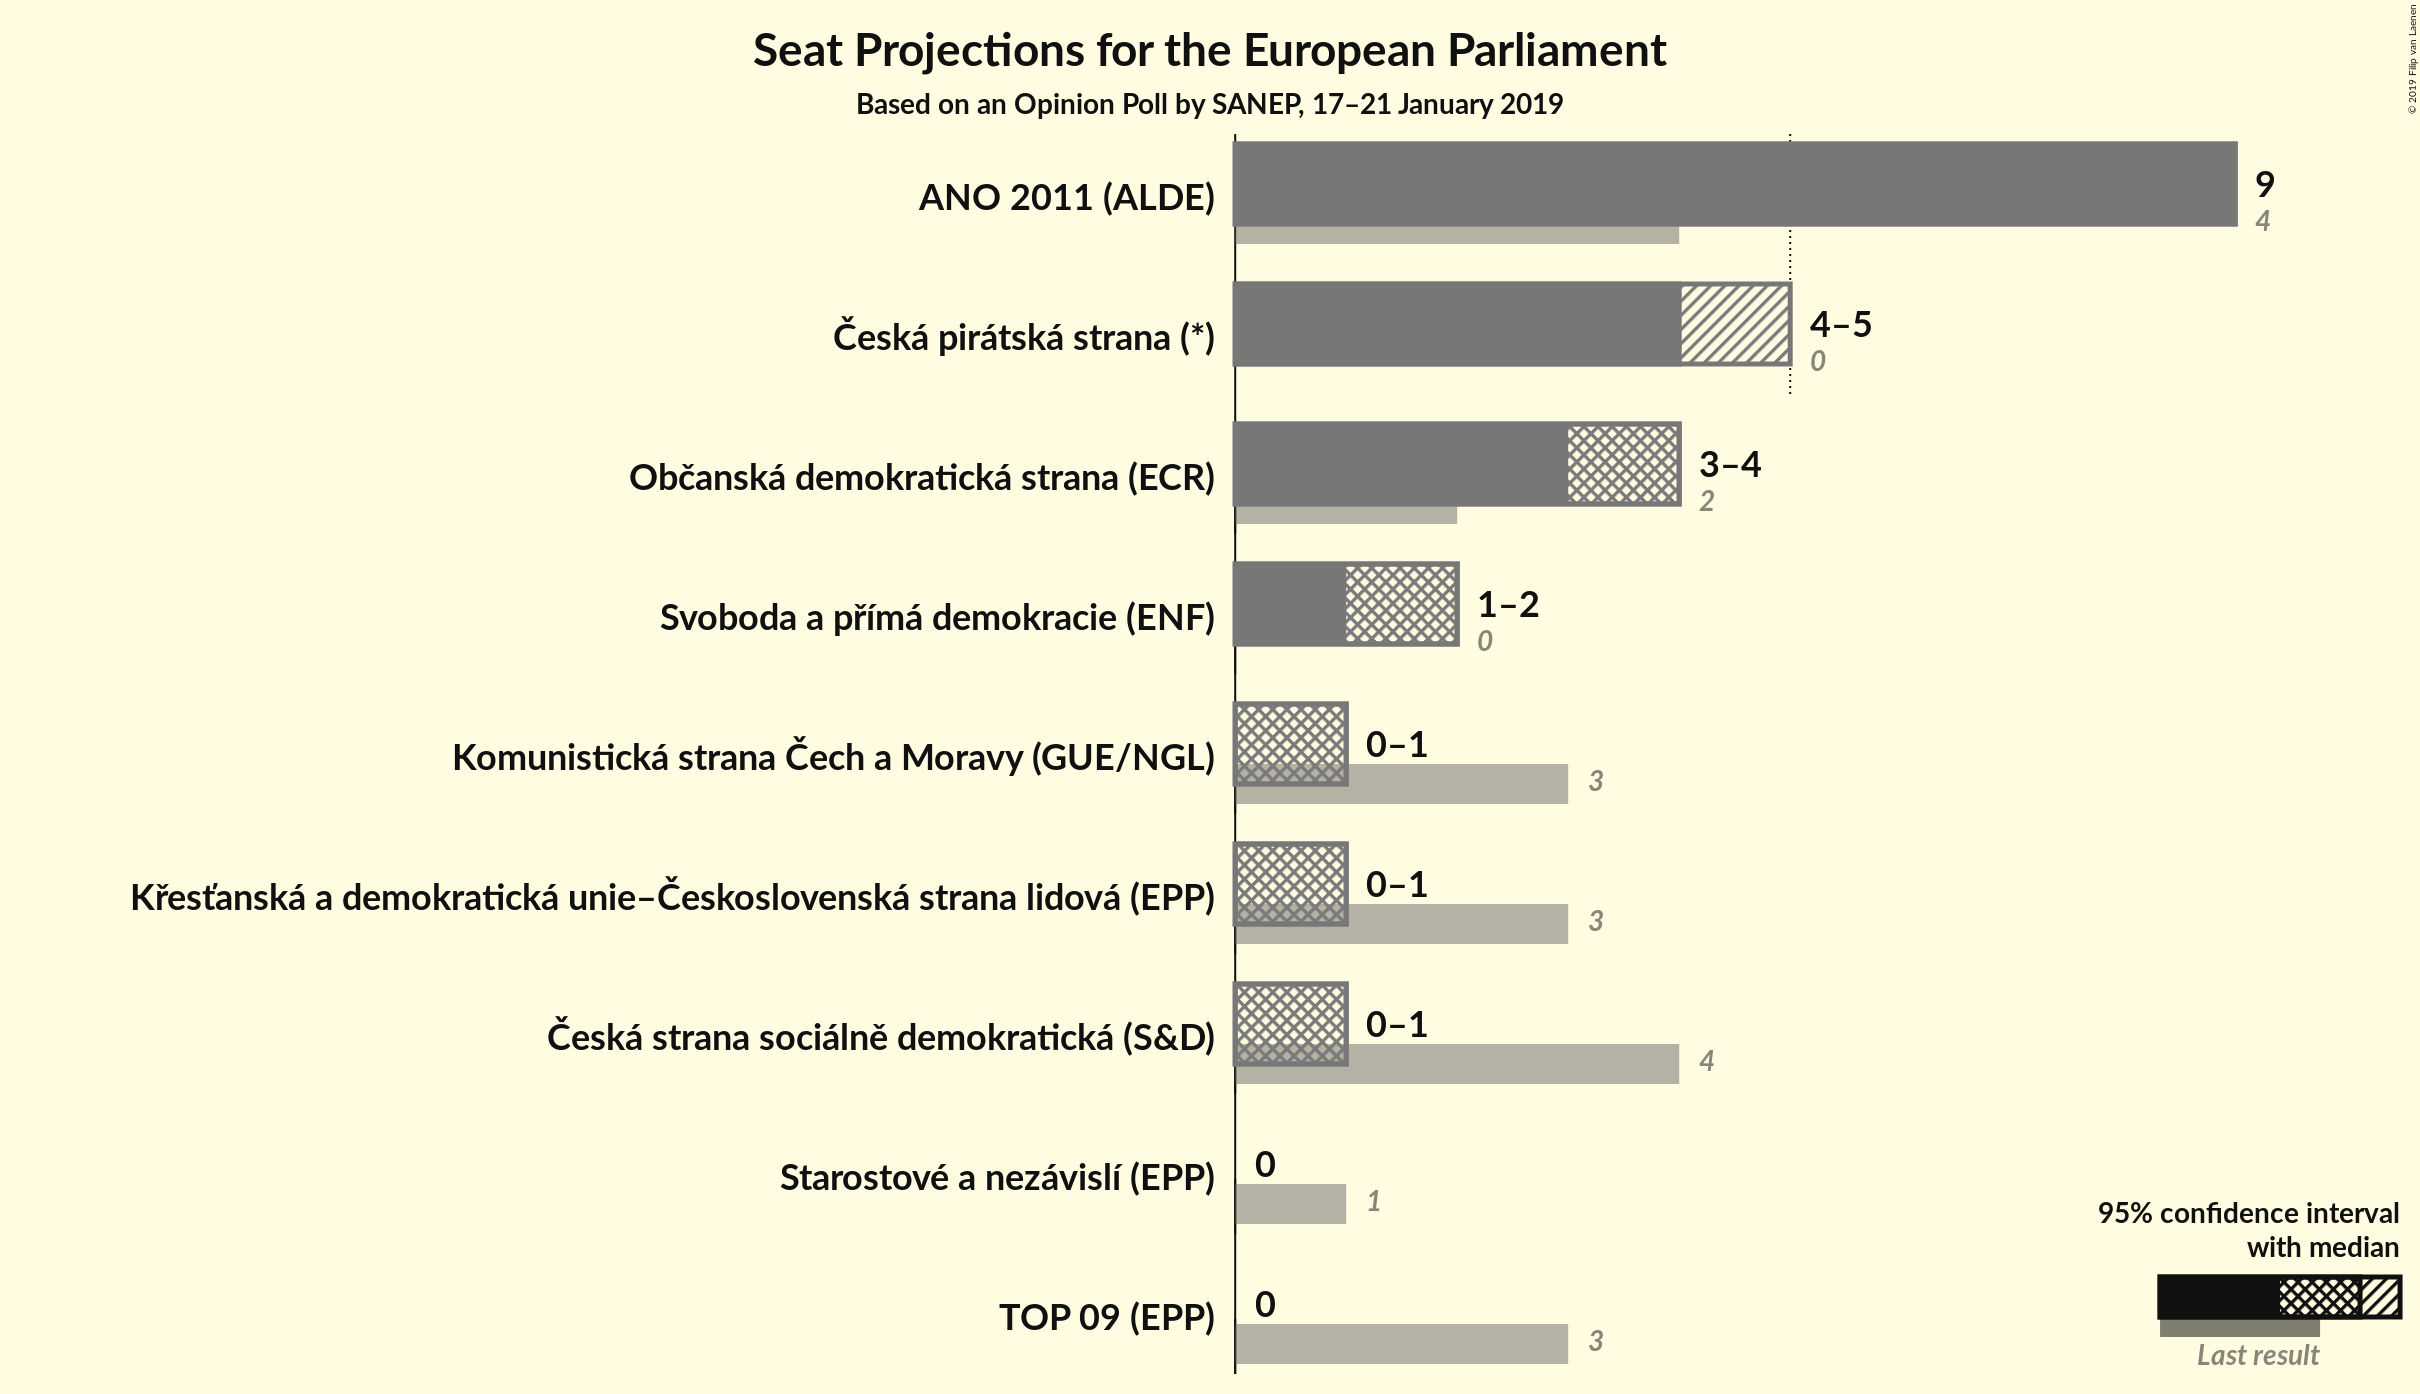 Seat Projections for the European Parliament
Based on an Opinion Poll by SANEP, 17–21 January 2019
© 2019 Filip van Laenen
ANO 2011 (ALDE)
9
4
Česká pirátská strana (*)
4–5
0
Občanská demokratická strana (ECR)
3–4
2
Svoboda a přímá demokracie (ENF)
1–2
0
Komunistická strana Čech a Moravy (GUE/NGL)
0–1
3
Křesťanská a demokratická unie–Československá strana lidová (EPP)
0–1
3
Česká strana sociálně demokratická (S&D)
0–1
4
Starostové a nezávislí (EPP)
0
1
TOP 09 (EPP)
0
3
95% confidence interval
with median
Last result